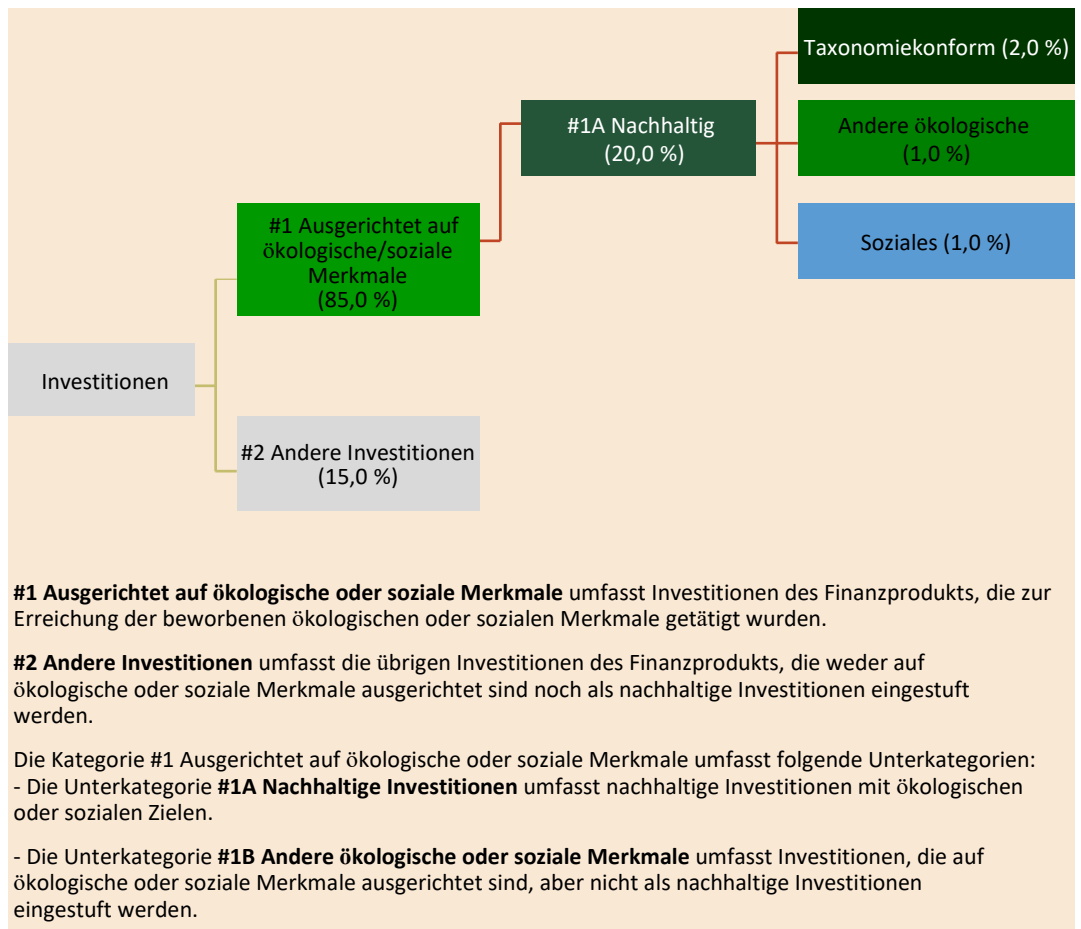 Taxonomiekonform (2,0 %)
#1A Nachhaltig
(20,0 %)
Andere ökologische
(1,0 %)
#1 Ausgerichtet auf
ökologische/soziale
Merkmale
(85,0 %)
Soziales (1,0 %)
Investitionen
#2 Andere Investitionen
(15,0 %)
#1 Ausgerichtet auf ökologische oder soziale Merkmale umfasst Investitionen des Finanzprodukts, die zur
Erreichung der beworbenen ökologischen oder sozialen Merkmale getätigt wurden.
#2 Andere Investitionen umfasst die übrigen Investitionen des Finanzprodukts, die weder auf
ökologische oder soziale Merkmale ausgerichtet sind noch als nachhaltige Investitionen eingestuft
werden.
Die Kategorie #1 Ausgerichtet auf ökologische oder soziale Merkmale umfasst folgende Unterkategorien:
- Die Unterkategorie #1A Nachhaltige Investitionen umfasst nachhaltige Investitionen mit ökologischen
oder sozialen Zielen.
- Die Unterkategorie #1B Andere ökologische oder soziale Merkmale umfasst Investitionen, die auf
ökologische oder soziale Merkmale ausgerichtet sind, aber nicht als nachhaltige Investitionen
eingestuft werden.